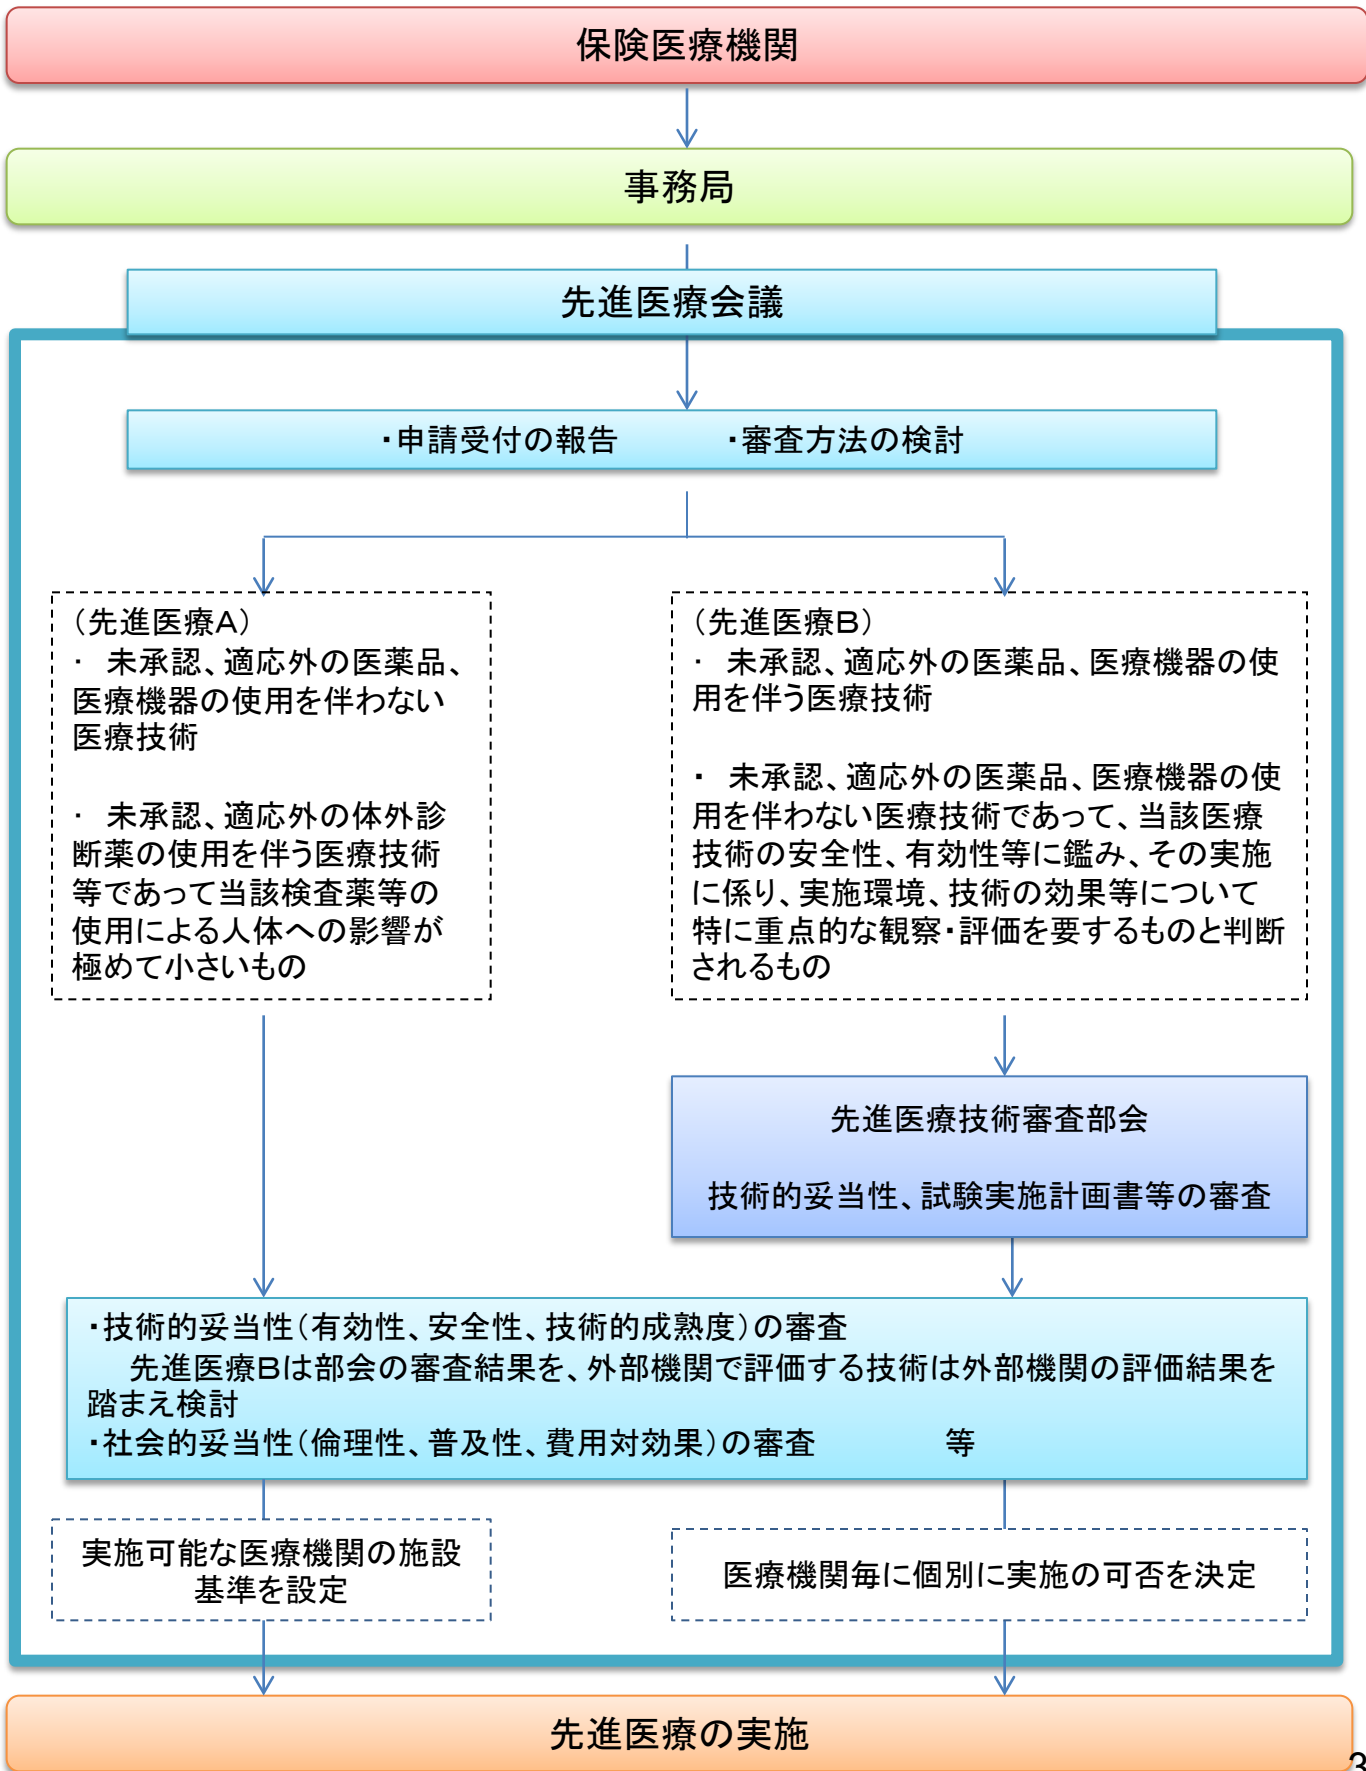 保険医療機関
事務局
先進医療会議
・申請受付の報告　　　・審査方法の検討
（先進医療A）
・　未承認、適応外の医薬品、
医療機器の使用を伴わない
医療技術
・　未承認、適応外の体外診
断薬の使用を伴う医療技術
等であって当該検査薬等の
使用による人体への影響が
極めて小さいもの
（先進医療B）
・　未承認、適応外の医薬品、医療機器の使
用を伴う医療技術
・　未承認、適応外の医薬品、医療機器の使
用を伴わない医療技術であって、当該医療
技術の安全性、有効性等に鑑み、その実施
に係り、実施環境、技術の効果等について
特に重点的な観察・評価を要するものと判断
されるもの
先進医療技術審査部会
技術的妥当性、試験実施計画書等の審査
・技術的妥当性（有効性、安全性、技術的成熟度）の審査
　先進医療Bは部会の審査結果を、外部機関で評価する技術は外部機関の評価結果を
踏まえ検討
・社会的妥当性（倫理性、普及性、費用対効果）の審査　　　　等
実施可能な医療機関の施設
基準を設定
医療機関毎に個別に実施の可否を決定
先進医療の実施
3